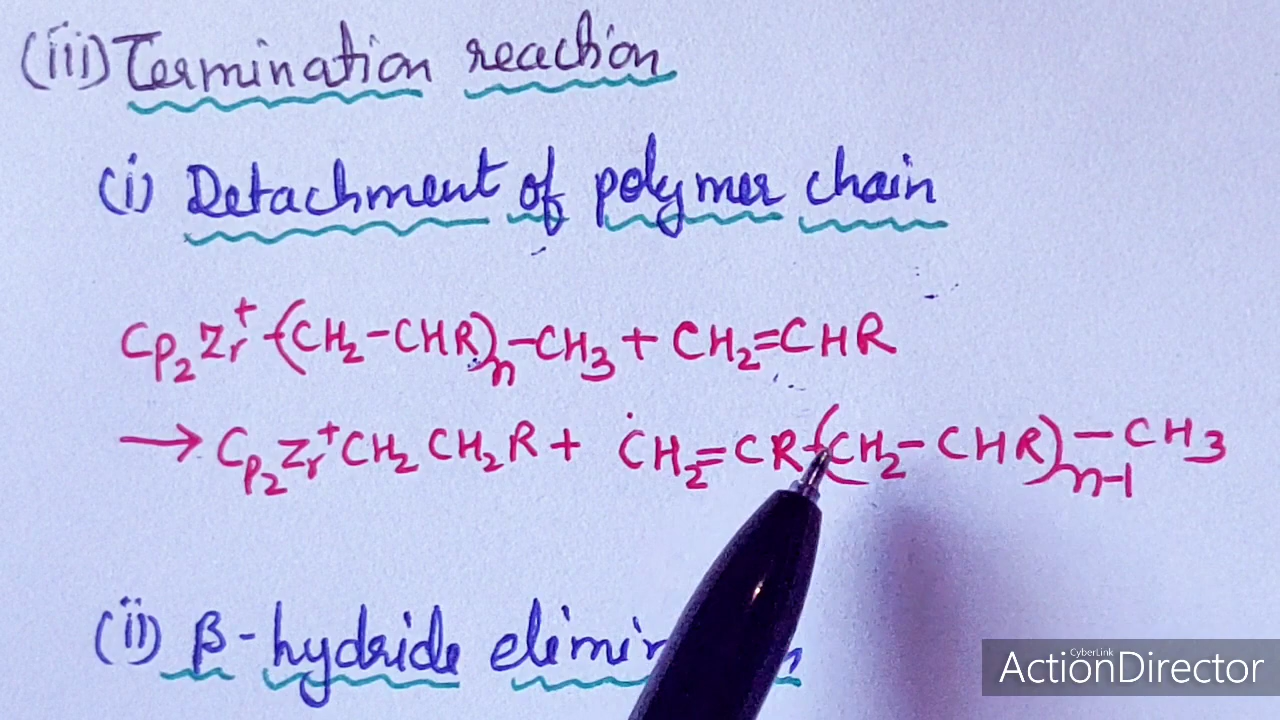 (iii) Termination reaction
(i) Detachment of polymer chain
Cp₂Zr⁺-(CH₂-CHR)ₙ-CH₃ + CH₂=CHR
→ Cp₂Zr⁺CH₂CH₂R + CH₂=CR-(CH₂-CHR)ₙ₋₁-CH₃
(ii) β-hydride
CyberLink
ActionDirector